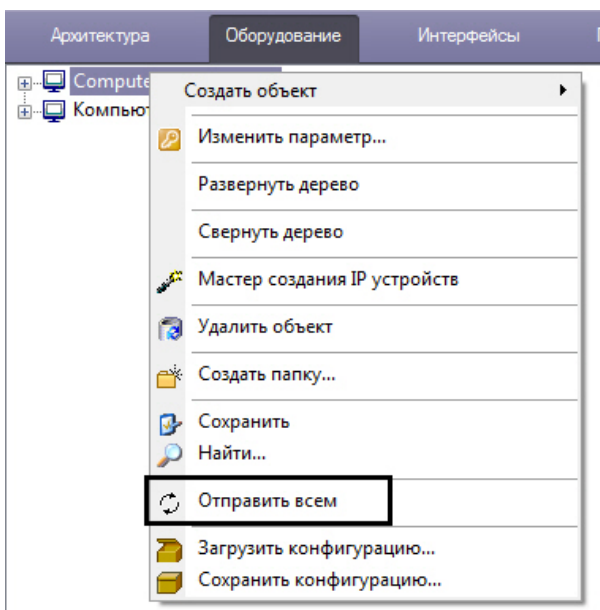 Архитектура Оборудование Интерфейсы
Compute
Компьют
Создать объект
Изменить параметр...
Развернуть дерево
Свернуть дерево
Мастер создания IP устройств
Удалить объект
Создать папку...
Сохранить
Найти...
Отправить всем
Загрузить конфигурацию...
Сохранить конфигурацию...